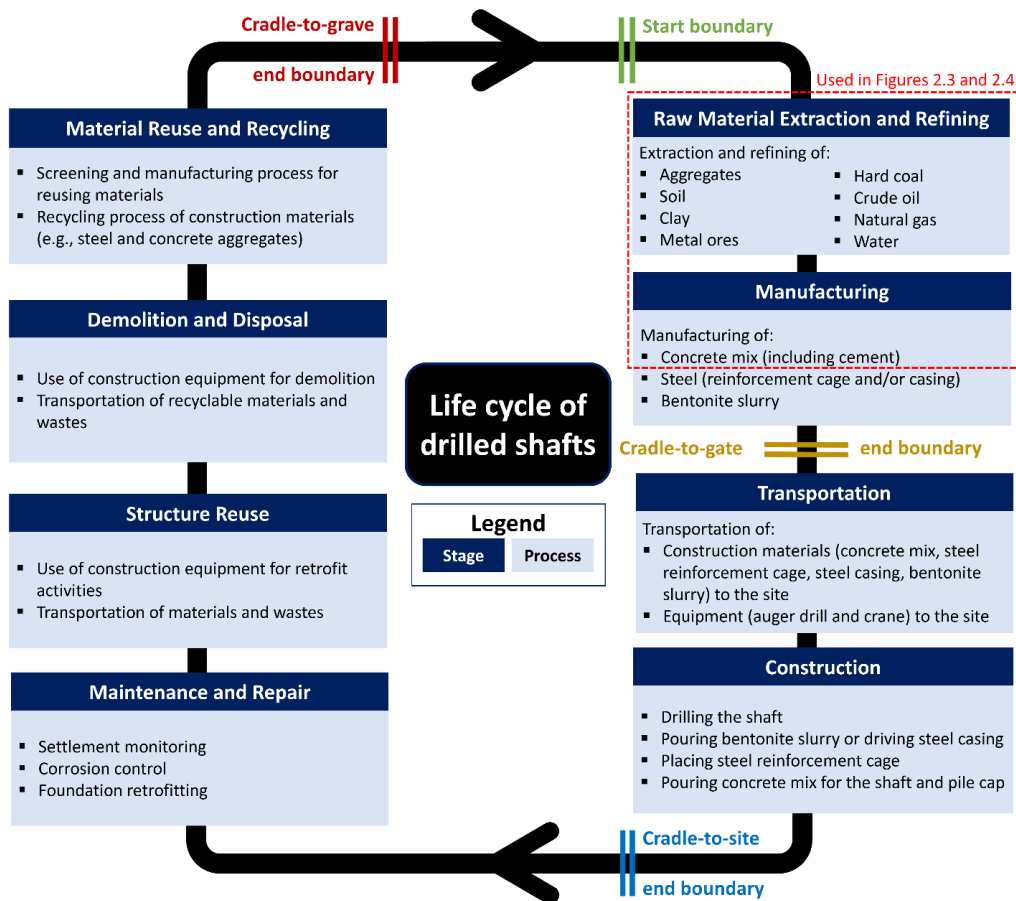 Cradle-to-grave
end boundary
Start boundary
Used in Figures 2.3 and 2.4
Raw Material Extraction and Refining
Extraction and refining of:
▪ Aggregates
▪ Soil
▪ Clay
▪ Metal ores
▪ Hard coal
▪ Crude oil
▪ Natural gas
▪ Water
Manufacturing
Manufacturing of:
▪ Concrete mix (including cement)
▪ Steel (reinforcement cage and/or casing)
▪ Bentonite slurry
Cradle-to-gate
end boundary
Transportation
Transportation of:
▪ Construction materials (concrete mix, steel
reinforcement cage, steel casing, bentonite
slurry) to the site
▪ Equipment (auger drill and crane) to the site
Construction
▪ Drilling the shaft
▪ Pouring bentonite slurry or driving steel casing
▪ Placing steel reinforcement cage
▪ Pouring concrete mix for the shaft and pile cap
Cradle-to-site
end boundary
Maintenance and Repair
▪ Settlement monitoring
▪ Corrosion control
▪ Foundation retrofitting
Structure Reuse
▪ Use of construction equipment for retrofit
activities
▪ Transportation of materials and wastes
Demolition and Disposal
▪ Use of construction equipment for demolition
▪ Transportation of recyclable materials and
wastes
Material Reuse and Recycling
▪ Screening and manufacturing process for
reusing materials
▪ Recycling process of construction materials
(e.g., steel and concrete aggregates)
Life cycle of
drilled shafts
Legend
Stage
Process